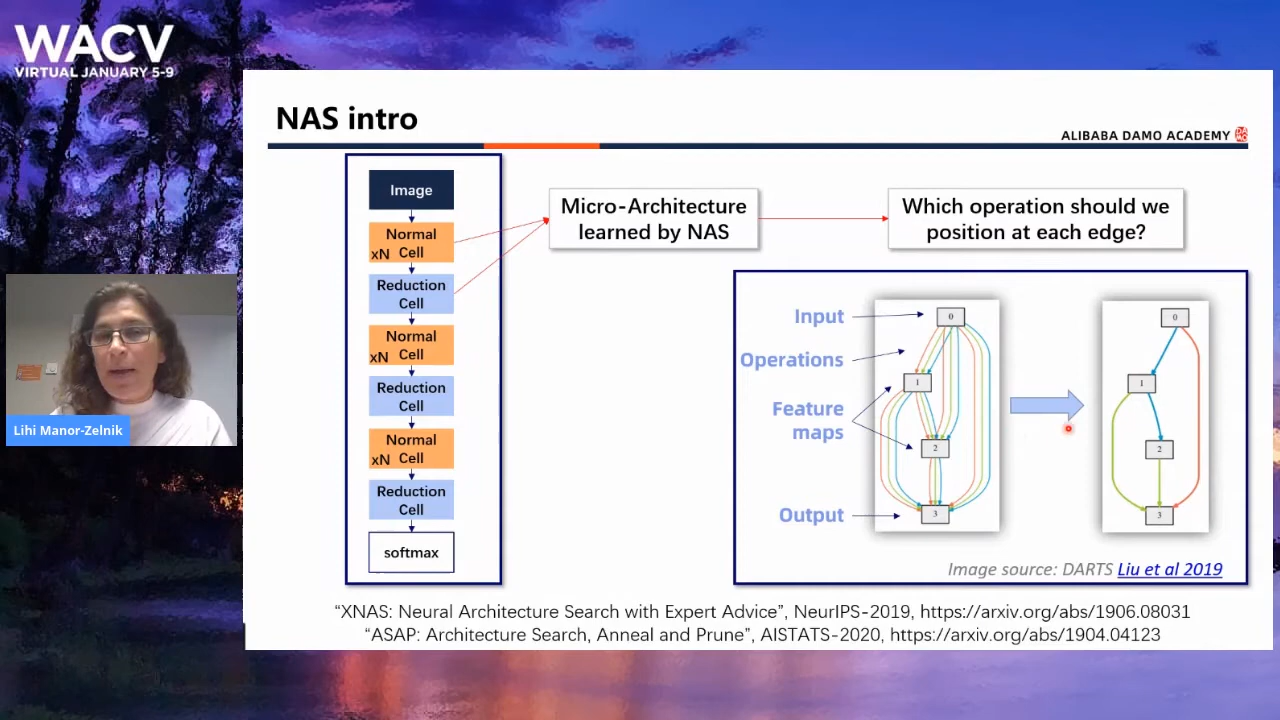 WACV
VIRTUAL JANUARY 5-9
NAS intro
ALIBABA DAMO ACADEMY
Image
Normal
xN Cell
Reduction
Cell
Normal
xN Cell
Reduction
Cell
Normal
xN Cell
Reduction
Cell
softmax
Micro-Architecture
learned by NAS
Which operation should we
position at each edge?
Input
Operations
Feature
maps
Output
0
1
2
3
0
1
2
3
Image source: DARTS Liu et al 2019
Lihi Manor-Zelnik
“XNAS: Neural Architecture Search with Expert Advice”, NeurIPS-2019, https://arxiv.org/abs/1906.08031
“ASAP: Architecture Search, Anneal and Prune”, AISTATS-2020, https://arxiv.org/abs/1904.04123